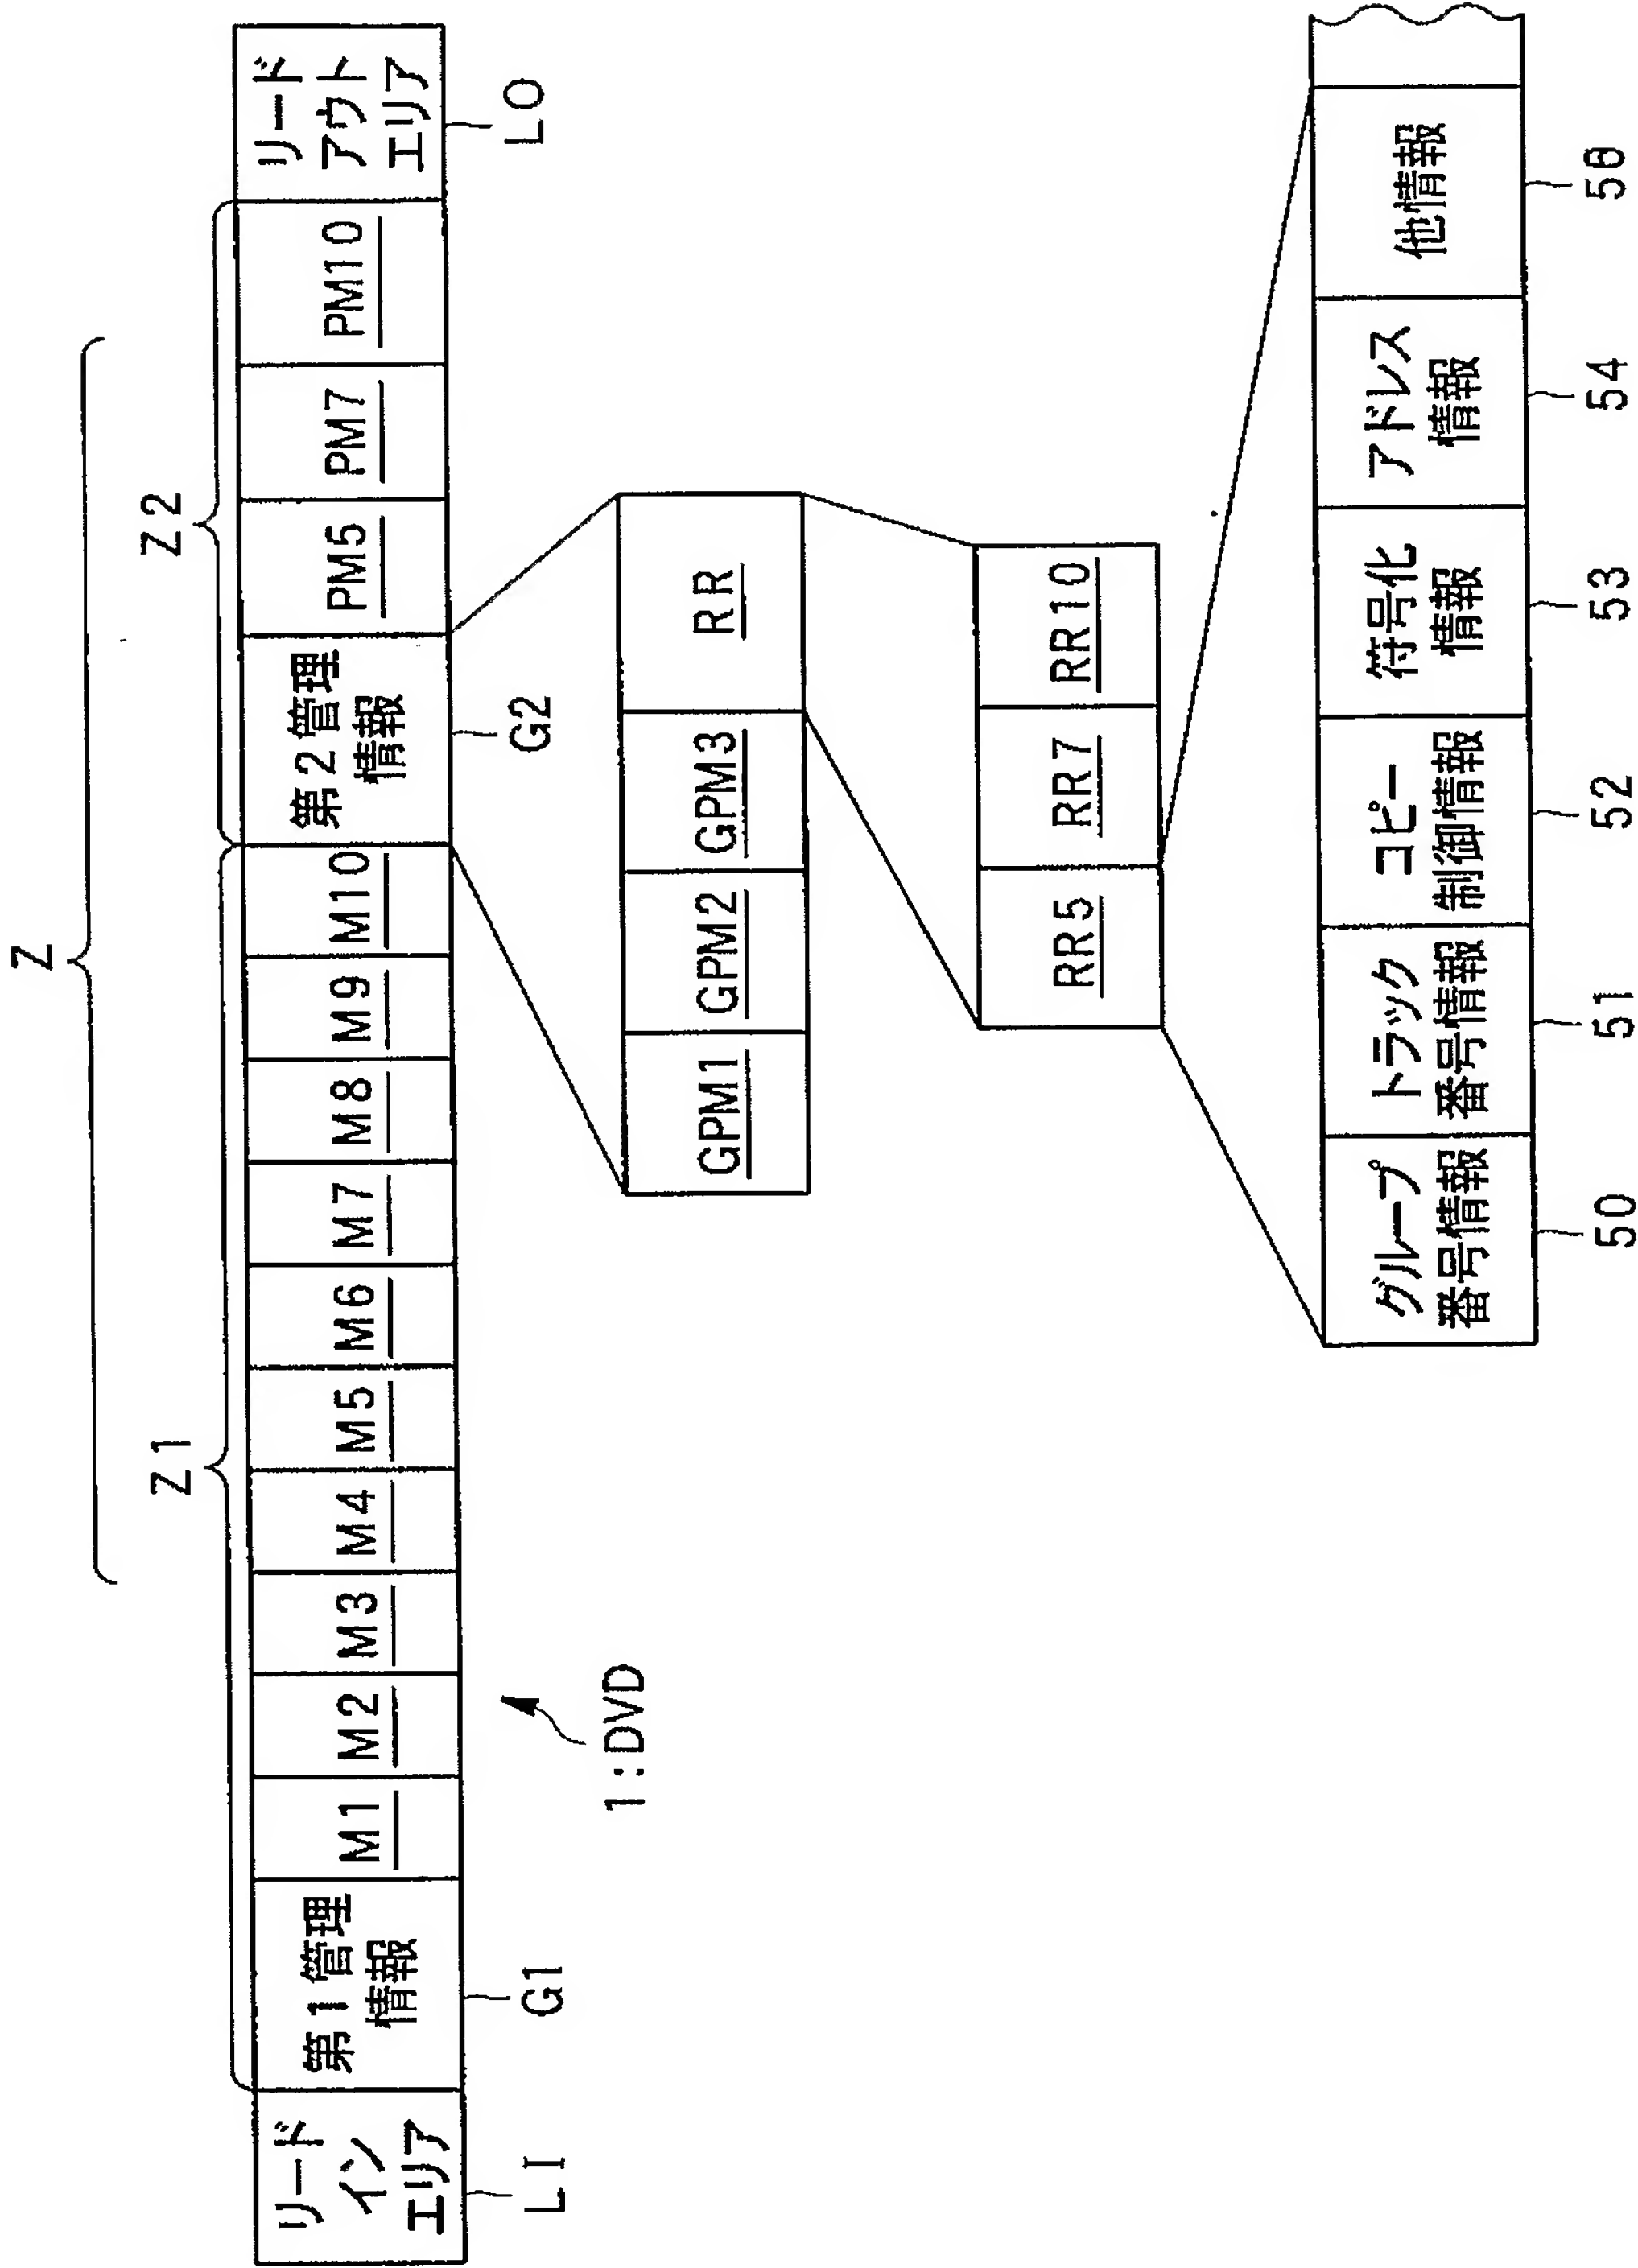 Z
Z1
Z2
リード
イン
エリア
第1管理
情報
M1
M2
M3
M4
M5
M6
M7
M8
M9
M10
第2管理
情報
PM5
PM7
PM10
リード
アウト
エリア
LI
G1
1:DVD
G2
LO
GPM1
GPM2
GPM3
RR
RR5
RR7
RR10
グループ
番号情報
トラック
番号情報
コピー
制御情報
符号化
情報
アドレス
情報
他情報
50
51
52
53
54